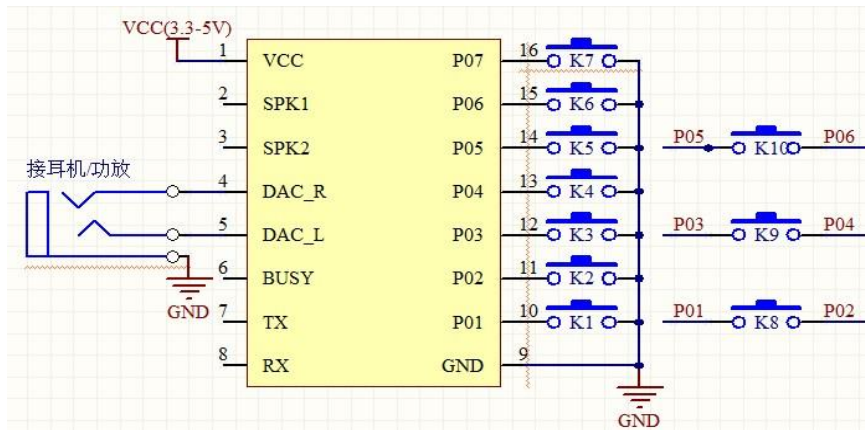 VCC(3.3-5V)
1 VCC P07 16 K7
2 SPK1 P06 15 K6
3 SPK2 P05 14 K5 P05 K10 P06
接耳机/功放
4 DAC_R P04 13 K4
5 DAC_L P03 12 K3 P03 K9 P04
6 BUSY P02 11 K2
GND
7 TX P01 10 K1 P01 K8 P02
8 RX GND 9
GND